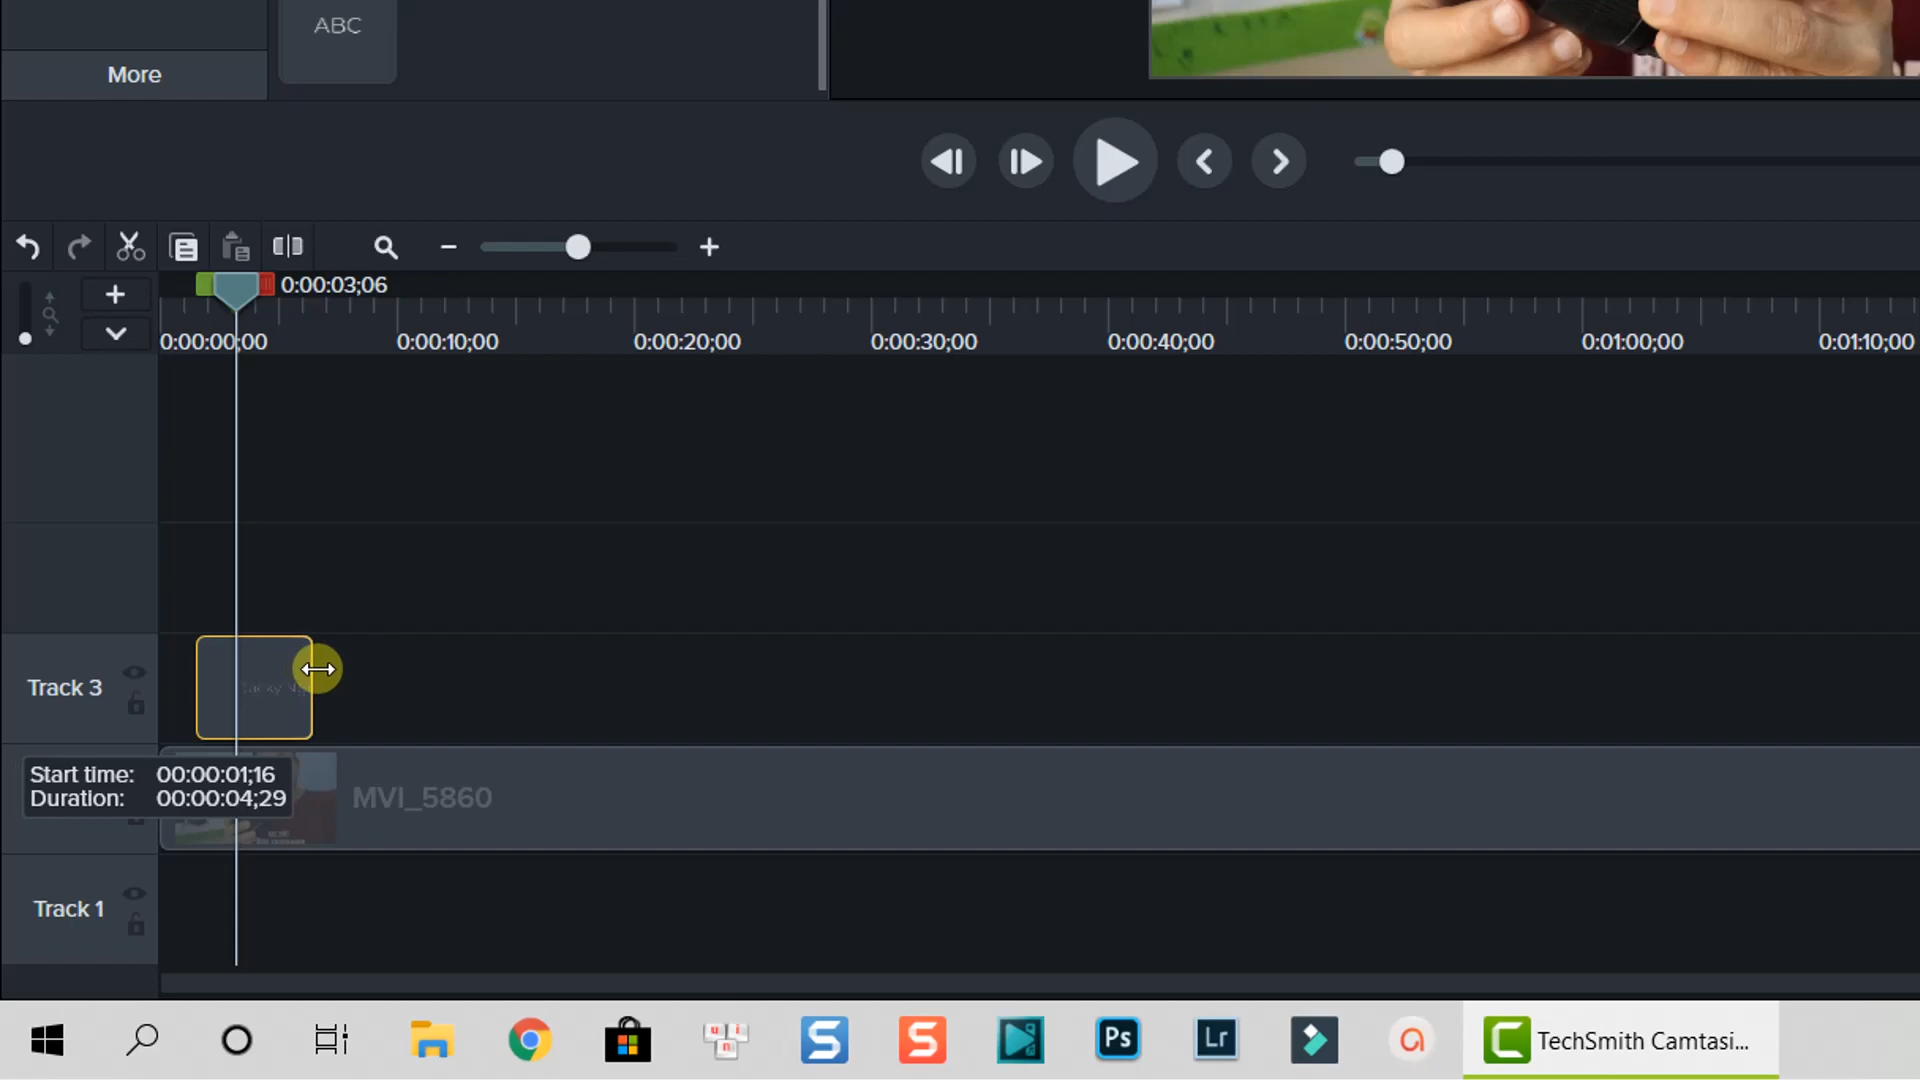 ABC
More
0:00:03;06
0:00:00;00
0:00:10;00
0:00:20;00
0:00:30;00
0:00:40;00
0:00:50;00
0:01:00;00
0:01:10;00
Track 3
Start time: 00:00:01;16
Duration: 00:00:04;29
MVI_5860
Track 1
u i n
S
S
Ps
Lr
TechSmith Camtasi...